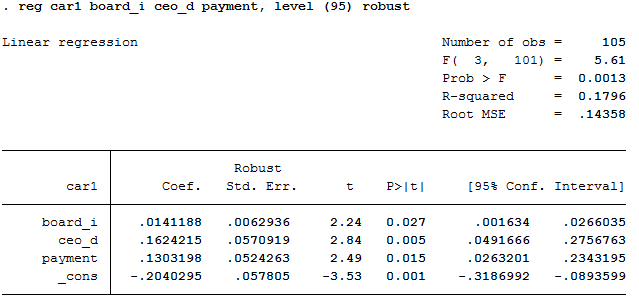 . reg car1 board_i ceo_d payment, level (95) robust
Linear regression Number of obs = 105
F( 3, 101) = 5.61
Prob > F = 0.0013
R-squared = 0.1796
Root MSE = .14358
Robust
car1 Coef. Std. Err. t P>|t| [95% Conf. Interval]
board_i .0141188 .0062936 2.24 0.027 .001634 .0266035
ceo_d .1624215 .0570919 2.84 0.005 .0491666 .2756763
payment .1303198 .0524263 2.49 0.015 .0263201 .2343195
_cons -.2040295 .057805 -3.53 0.001 -.3186992 -.0893599